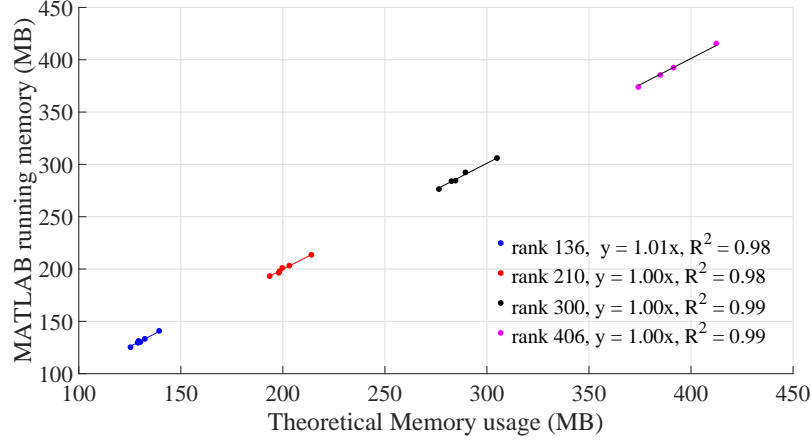 MATLAB running memory (MB)
450
400
350
300
250
200
150
100
rank 136, y = 1.01x, R² = 0.98
rank 210, y = 1.00x, R² = 0.98
rank 300, y = 1.00x, R² = 0.99
rank 406, y = 1.00x, R² = 0.99
100 150 200 250 300 350 400 450
Theoretical Memory usage (MB)